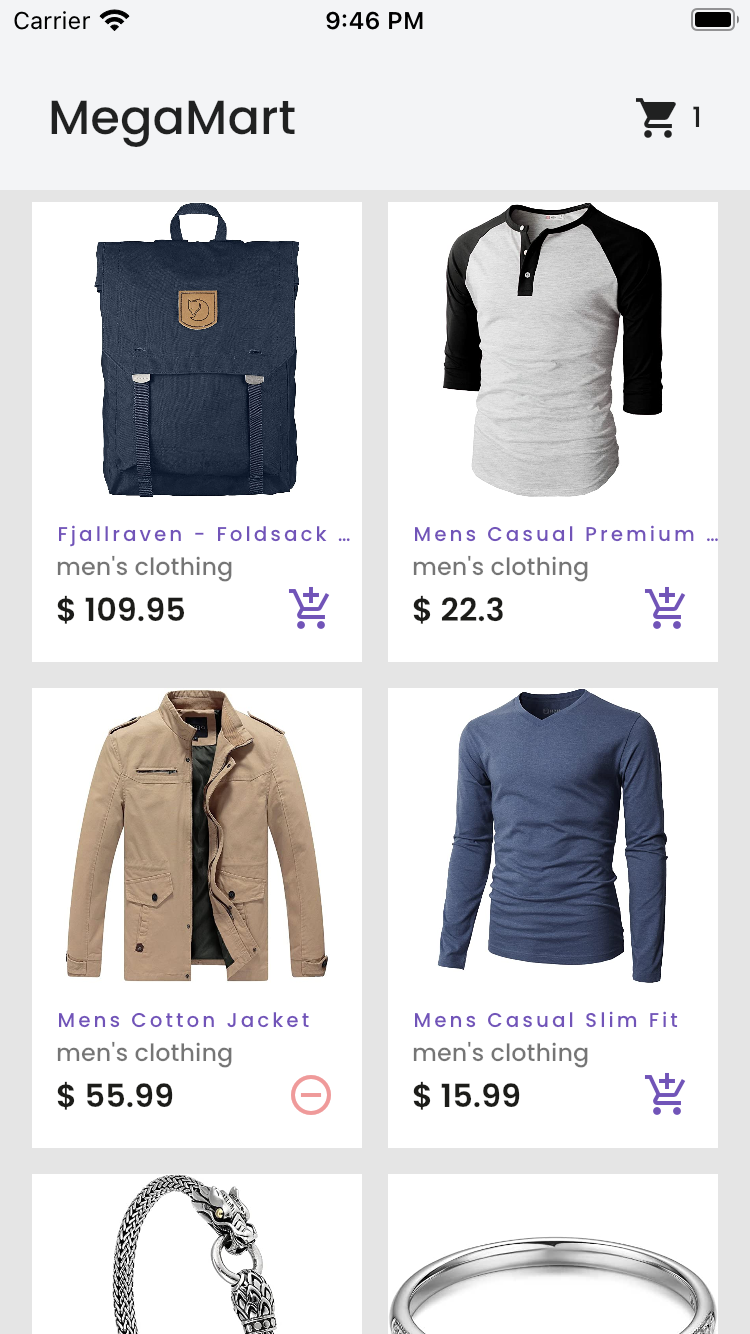 Carrier 9:46 PM
MegaMart 1
Fjallraven - Foldsack …
men's clothing
$ 109.95
Mens Casual Premium …
men's clothing
$ 22.3
Mens Cotton Jacket
men's clothing
$ 55.99
Mens Casual Slim Fit
men's clothing
$ 15.99